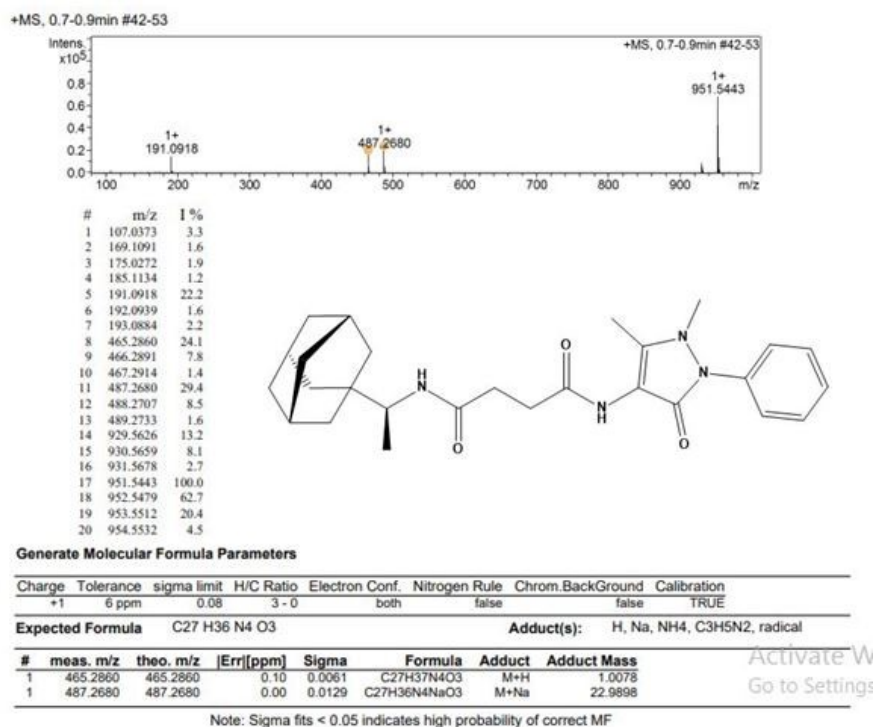 +MS, 0.7-0.9min #42-53
Intens.
x10⁵
+MS, 0.7-0.9min #42-53
0.8
0.6
0.4
0.2
0.0
1+
191.0918
1+
487.2680
1+
951.5443
100 200 300 400 500 600 700 800 900 m/z
# m/z I %
1 107.0373 3.3
2 169.1091 1.6
3 175.0272 1.9
4 185.1134 1.2
5 191.0918 22.2
6 192.0939 1.6
7 193.0884 2.2
8 465.2860 24.1
9 466.2891 7.8
10 467.2914 1.4
11 487.2680 29.4
12 488.2707 8.5
13 489.2733 1.6
14 929.5626 13.2
15 930.5659 8.1
16 931.5678 2.7
17 951.5443 100.0
18 952.5479 62.7
19 953.5512 20.4
20 954.5532 4.5
H
N
O
O
N
H
N
N
O
Generate Molecular Formula Parameters
Charge Tolerance sigma limit H/C Ratio Electron Conf. Nitrogen Rule Chrom.BackGround Calibration
+1 6 ppm 0.08 3 - 0 both false false TRUE
Expected Formula C27 H36 N4 O3 Adduct(s): H, Na, NH4, C3H5N2, radical
# meas. m/z theo. m/z |Err|[ppm] Sigma Formula Adduct Adduct Mass
1 465.2860 465.2860 0.10 0.0061 C27H37N4O3 M+H 1.0078
1 487.2680 487.2680 0.00 0.0129 C27H36N4NaO3 M+Na 22.9898
Note: Sigma fits < 0.05 indicates high probability of correct MF
Activate W
Go to Settings